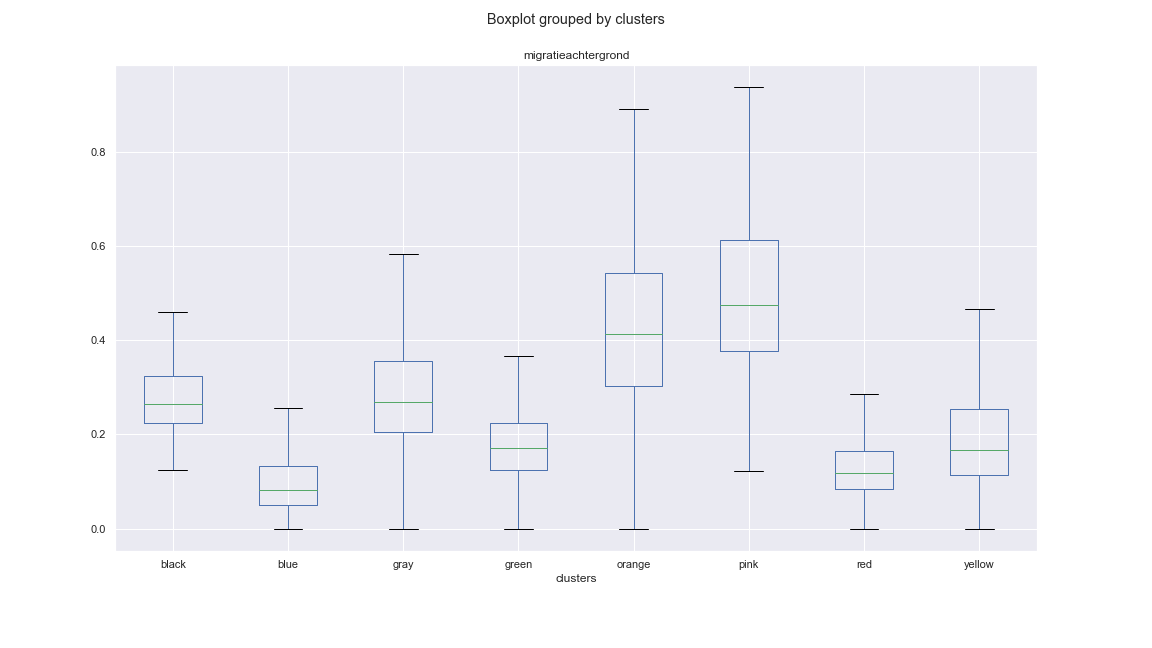 Boxplot grouped by clusters
migratieachtergrond
0.8
0.6
0.4
0.2
0.0
black blue gray green orange pink red yellow
clusters